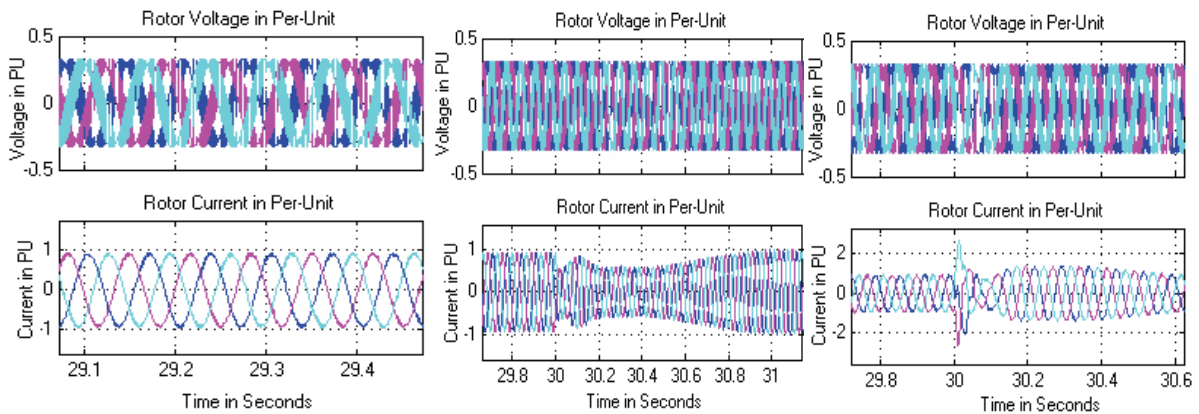 Rotor Voltage in Per-Unit
Voltage in PU
0.5
0
-0.5
Rotor Current in Per-Unit
Current in PU
1
0
-1
29.1 29.2 29.3 29.4
Time in Seconds
Rotor Voltage in Per-Unit
Voltage in PU
0.5
0
-0.5
Rotor Current in Per-Unit
Current in PU
1
0
-1
29.8 30 30.2 30.4 30.6 30.8 31
Time in Seconds
Rotor Voltage in Per-Unit
Voltage in PU
0.5
0
-0.5
Rotor Current in Per-Unit
Current in PU
2
0
-2
29.8 30 30.2 30.4 30.6
Time in Seconds